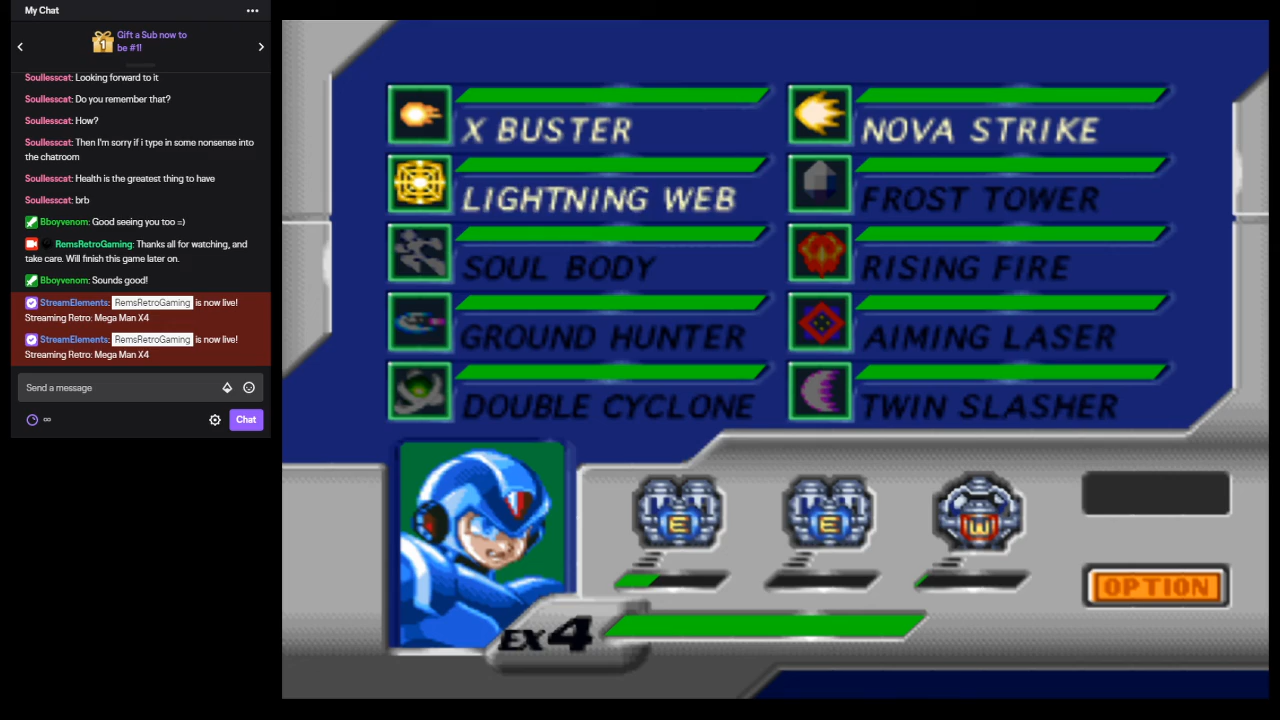 My Chat
Gift a Sub now to
be #1!
1
Soullesscat: Looking forward to it
Soullesscat: Do you remember that?
Soullesscat: How?
Soullesscat: Then I'm sorry if i type in some nonsense into
the chatroom
Soullesscat: Health is the greatest thing to have
Soullesscat: brb
Bboyvenom: Good seeing you too =)
RemsRetroGaming: Thanks all for watching, and
take care. Will finish this game later on.
Bboyvenom: Sounds good!
StreamElements: RemsRetroGaming is now live!
Streaming Retro: Mega Man X4
StreamElements: RemsRetroGaming is now live!
Streaming Retro: Mega Man X4
Send a message
∞
Chat
X BUSTER
NOVA STRIKE
LIGHTNING WEB
FROST TOWER
SOUL BODY
RISING FIRE
GROUND HUNTER
AIMING LASER
DOUBLE CYCLONE
TWIN SLASHER
E
E
W
OPTION
EX4